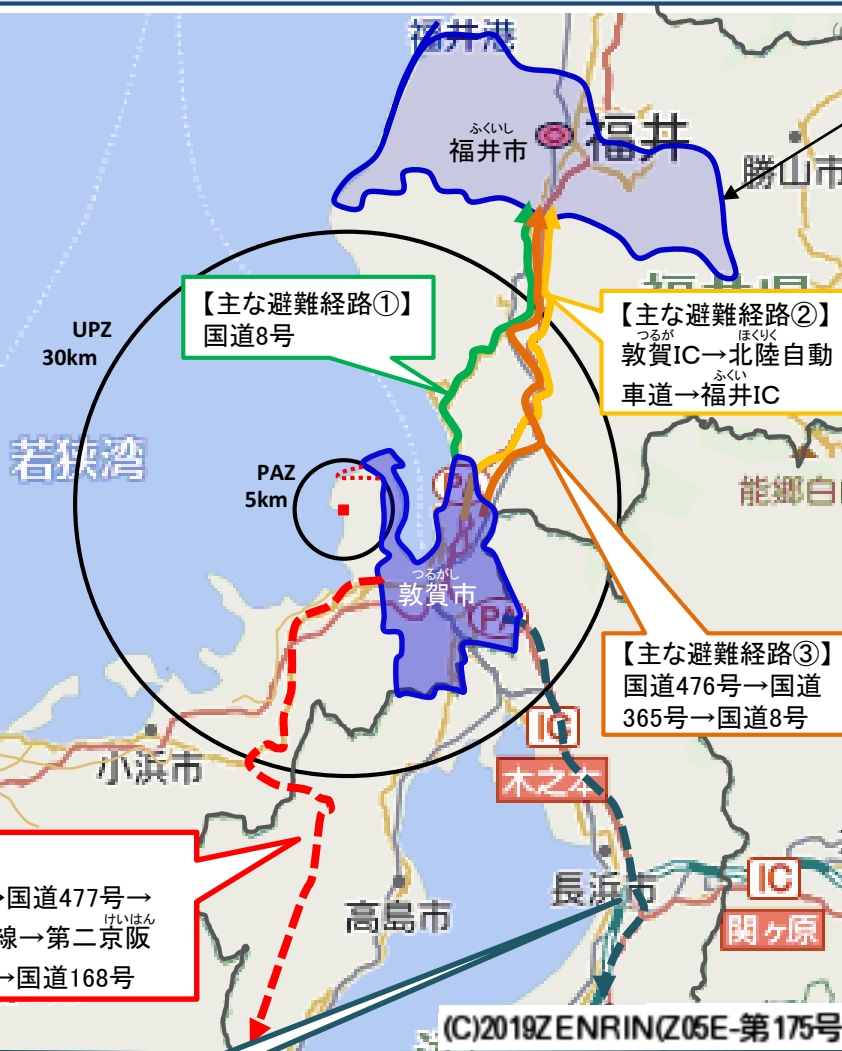 福井港
ふくいし
福井市
福井
勝山市
【主な避難経路①】
国道8号
福井県
【主な避難経路②】
つるが ほくりく
敦賀IC→北陸自動
ふくい
車道→福井IC
UPZ
30km
若狭湾
PAZ
5km
PA
能郷白
つるがし
敦賀市
PA
【主な避難経路③】
国道476号→国道
365号→国道8号
IC
木之本
小浜市
→国道477号→
けいはん
線→第二京阪
→国道168号
高島市
長浜市
IC
関ヶ原
(C)2019ZENRIN(Z05E-第175号